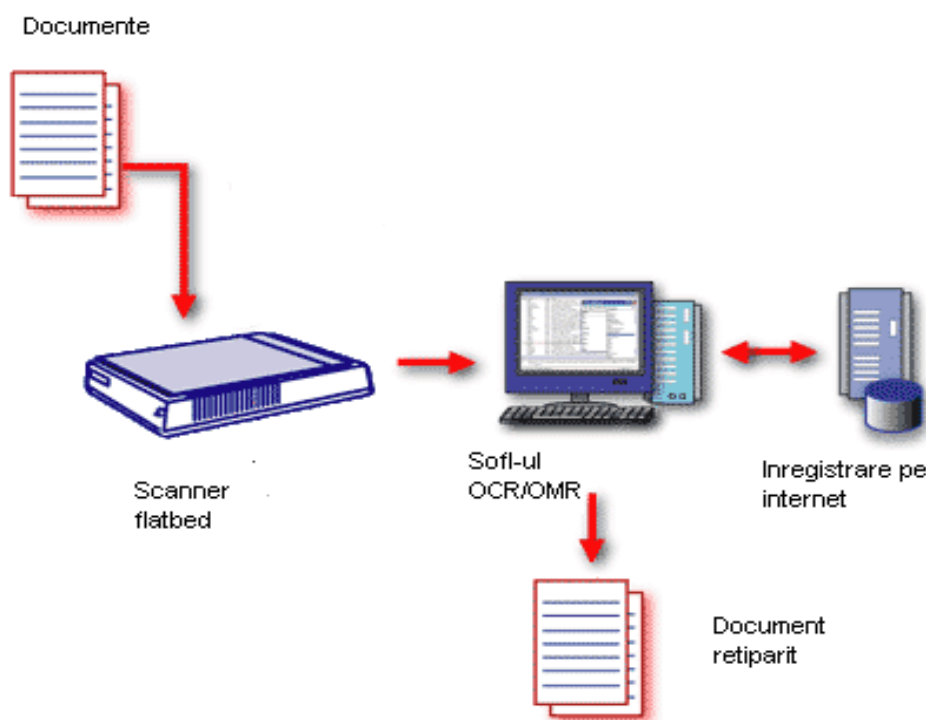 Documente
Scanner
flatbed
Sofl-ul
OCR/OMR
Inregistrare pe
internet
Document
retiparit